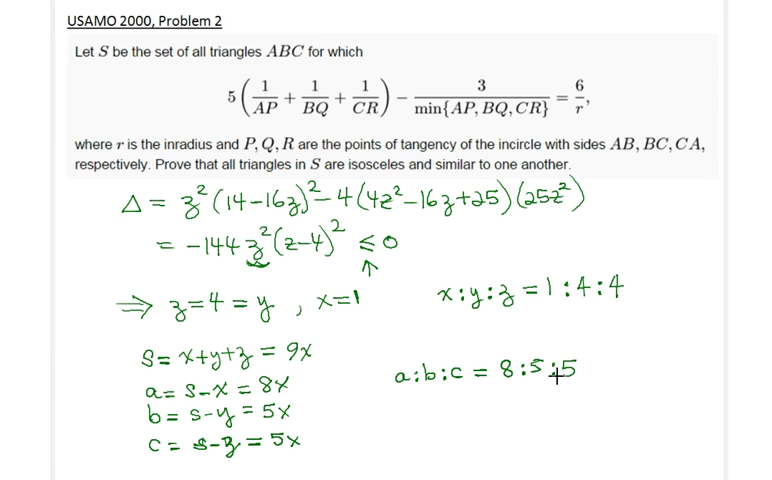 USAMO 2000, Problem 2
Let S be the set of all triangles ABC for which
5 ( 1/AP + 1/BQ + 1/CR ) − 3/min{AP, BQ, CR} = 6/r,
where r is the inradius and P, Q, R are the points of tangency of the incircle with sides AB, BC, CA,
respectively. Prove that all triangles in S are isosceles and similar to one another.
Δ = z²(14−16z)² − 4(4z²−16z+25)(25z²)
= −144z²(z−4)² ≤ 0
↑
⟹ z=4=y , x=1
x:y:z = 1:4:4
S = x+y+z = 9x
a = s−x = 8x
a:b:c = 8:5:5
b = s−y = 5x
c = s−z = 5x